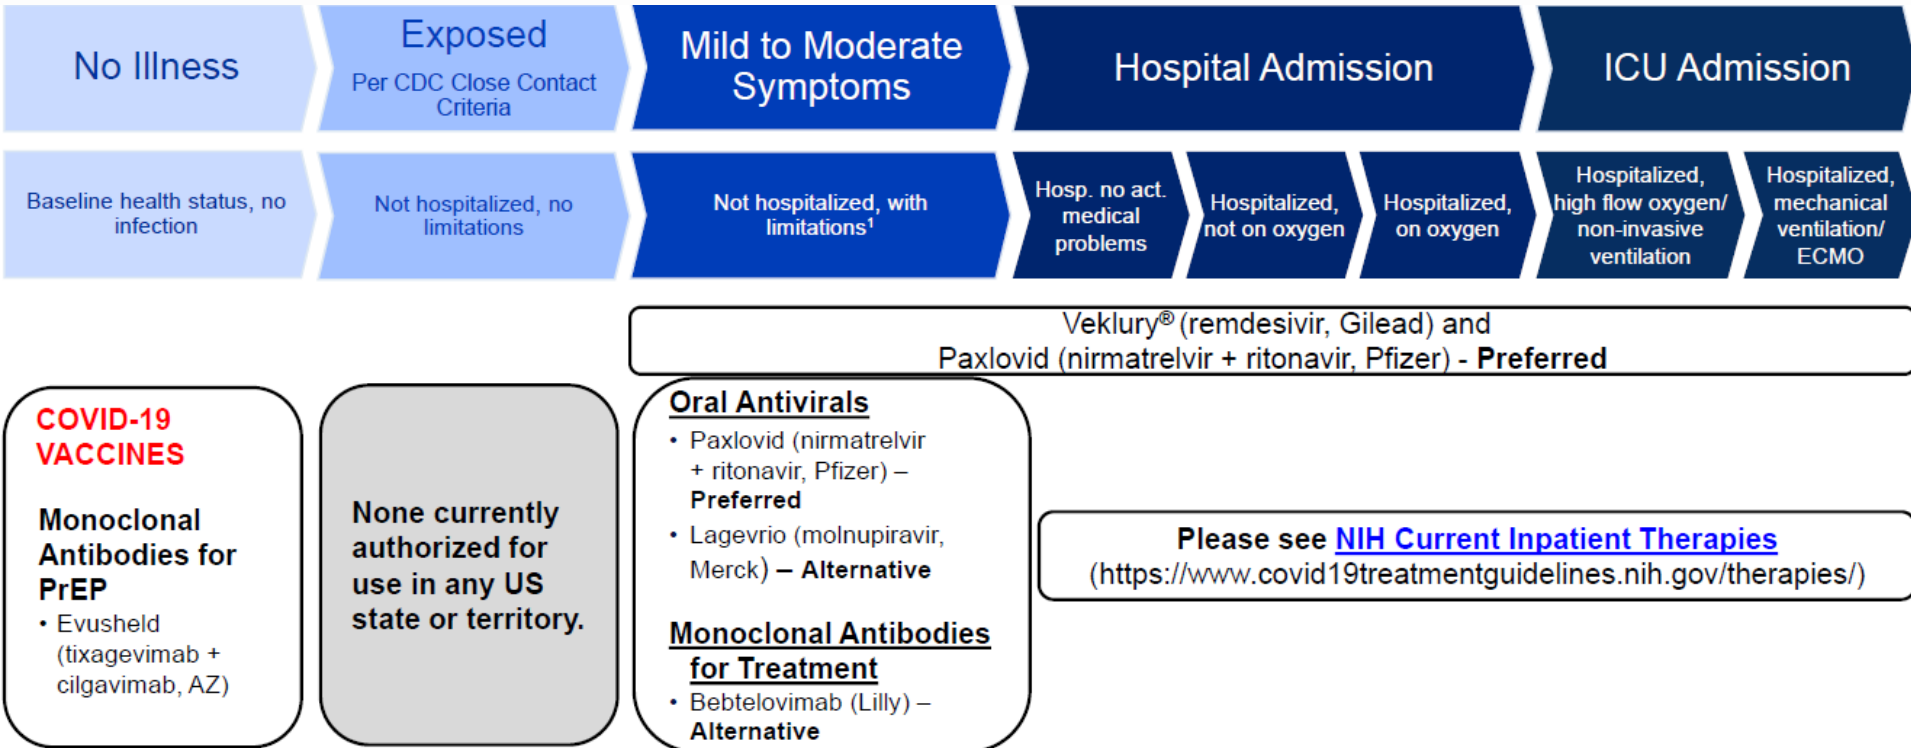 No Illness
Exposed
Per CDC Close Contact
Criteria
Mild to Moderate
Symptoms
Hospital Admission
ICU Admission
Baseline health status, no
infection
Not hospitalized, no
limitations
Not hospitalized, with
limitations¹
Hosp. no act.
medical
problems
Hospitalized,
not on oxygen
Hospitalized,
on oxygen
Hospitalized,
high flow oxygen/
non-invasive
ventilation
Hospitalized,
mechanical
ventilation/
ECMO
Veklury® (remdesivir, Gilead) and
Paxlovid (nirmatrelvir + ritonavir, Pfizer) - Preferred
COVID-19
VACCINES
Monoclonal
Antibodies for
PrEP
• Evusheld
(tixagevimab +
cilgavimab, AZ)
None currently
authorized for
use in any US
state or territory.
Oral Antivirals
• Paxlovid (nirmatrelvir
+ ritonavir, Pfizer) –
Preferred
• Lagevrio (molnupiravir,
Merck) – Alternative
Monoclonal Antibodies
for Treatment
• Bebtelovimab (Lilly) –
Alternative
Please see NIH Current Inpatient Therapies
(https://www.covid19treatmentguidelines.nih.gov/therapies/)